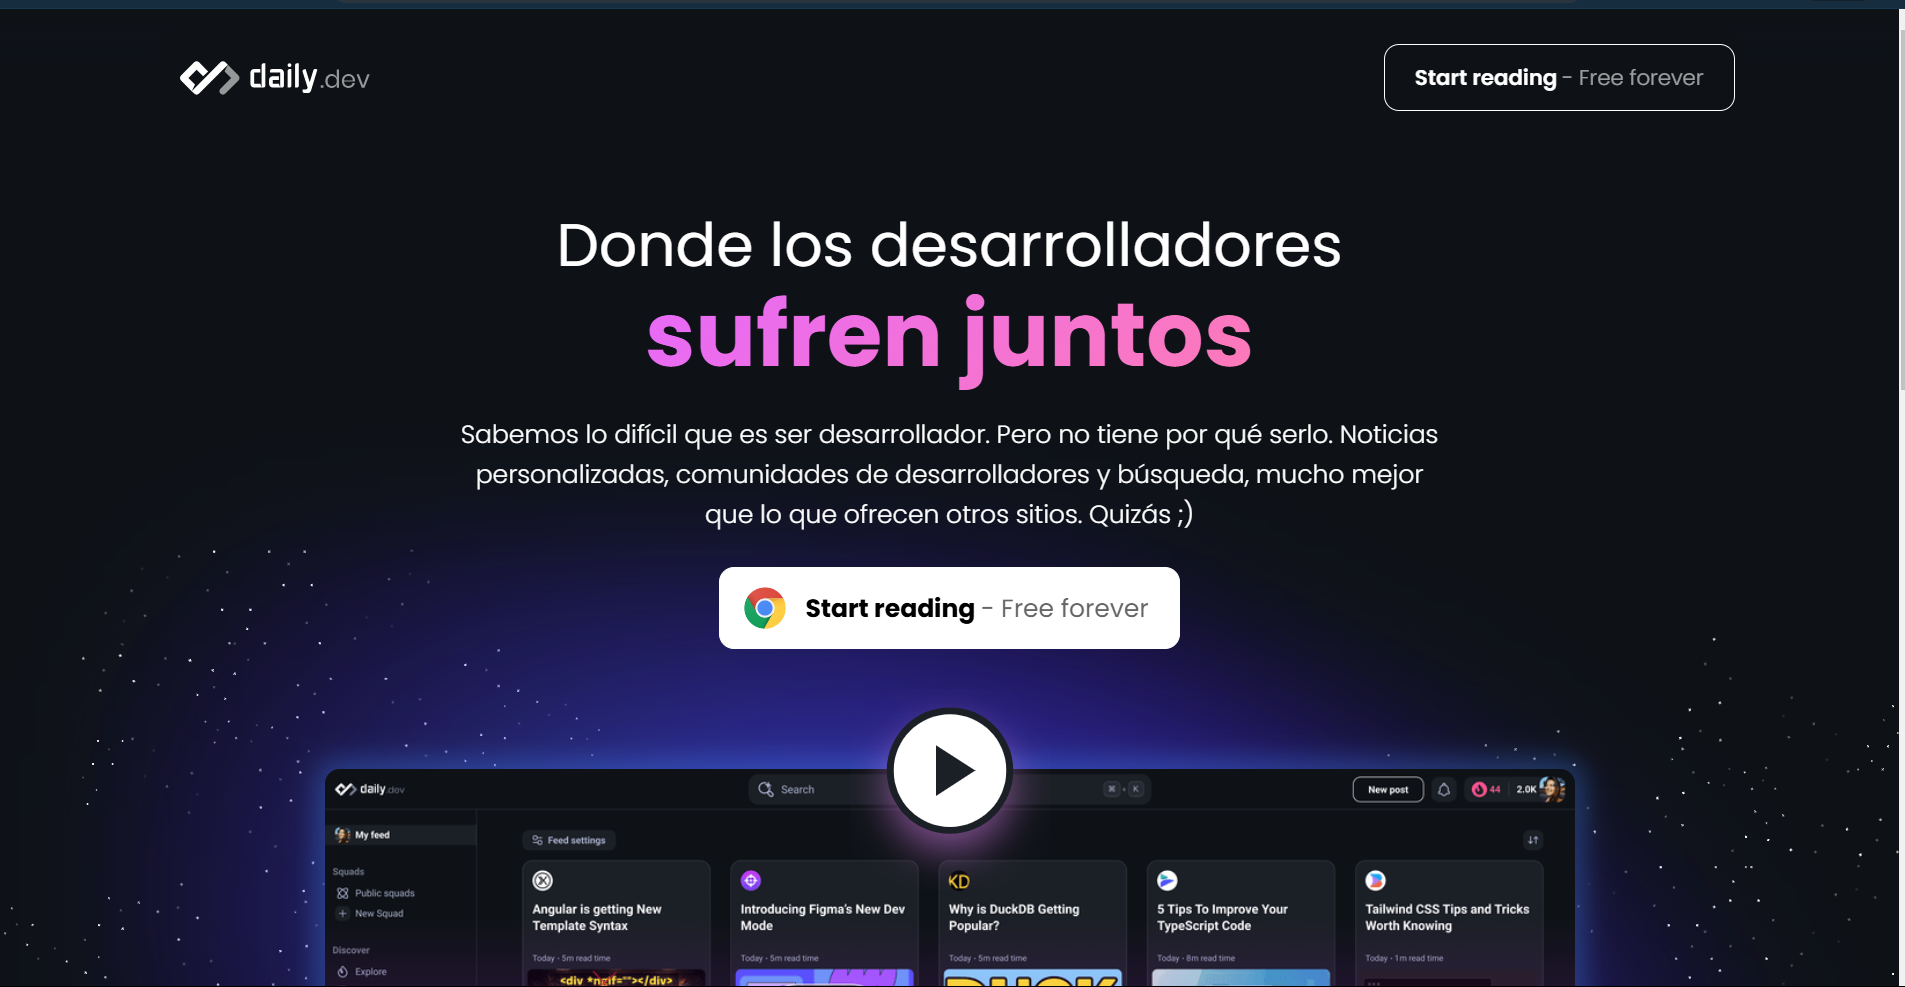 daily.dev
Start reading - Free forever
Donde los desarrolladores
sufren juntos
Sabemos lo difícil que es ser desarrollador. Pero no tiene por qué serlo. Noticias
personalizadas, comunidades de desarrolladores y búsqueda, mucho mejor
que lo que ofrecen otros sitios. Quizás ;)
Start reading - Free forever
daily.dev
Search
⌘ + K
New post
44
2.0K
My feed
Feed settings
Squads
Public squads
New Squad
Discover
Explore
KD
Angular is getting New
Template Syntax
Today · 5m read time
<div *ngif=""></div>
Introducing Figma's New Dev
Mode
Today · 5m read time
Why is DuckDB Getting
Popular?
Today · 5m read time
DUCK
5 Tips To Improve Your
TypeScript Code
Today · 8m read time
Tailwind CSS Tips and Tricks
Worth Knowing
Today · 1m read time